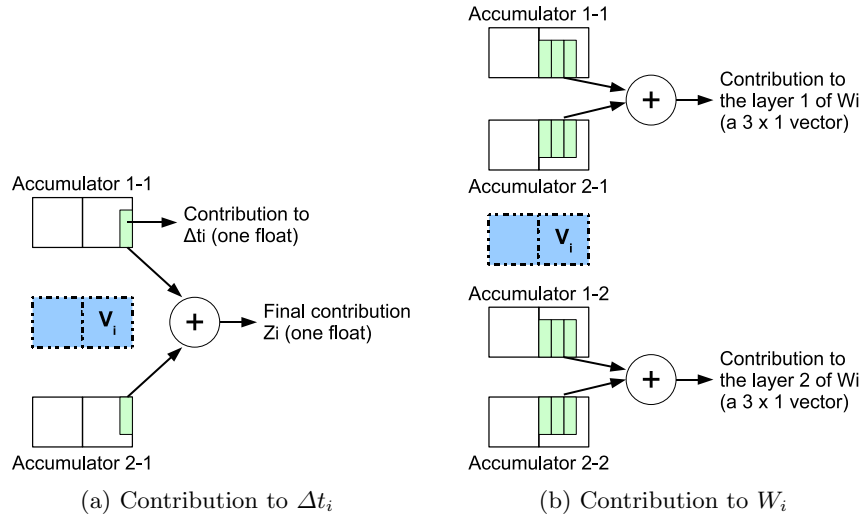 Accumulator 1-1
Contribution to
Δti (one float)
Vi
+
Final contribution
Zi (one float)
Accumulator 2-1
(a) Contribution to Δti
Accumulator 1-1
+
Contribution to
the layer 1 of Wi
(a 3 x 1 vector)
Accumulator 2-1
Vi
Accumulator 1-2
+
Contribution to
the layer 2 of Wi
(a 3 x 1 vector)
Accumulator 2-2
(b) Contribution to Wi